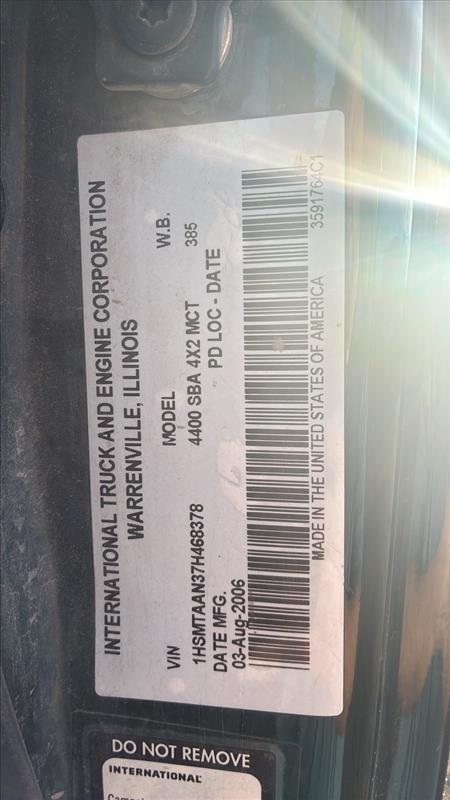 INTERNATIONAL TRUCK AND ENGINE CORPORATION
WARRENVILLE, ILLINOIS
VIN MODEL W.B.
1HSMTAAN37H468378 4400 SBA 4X2 MCT 385
DATE MFG. PD LOC - DATE
03-Aug-2006
MADE IN THE UNITED STATES OF AMERICA 3591764C1
DO NOT REMOVE
INTERNATIONAL